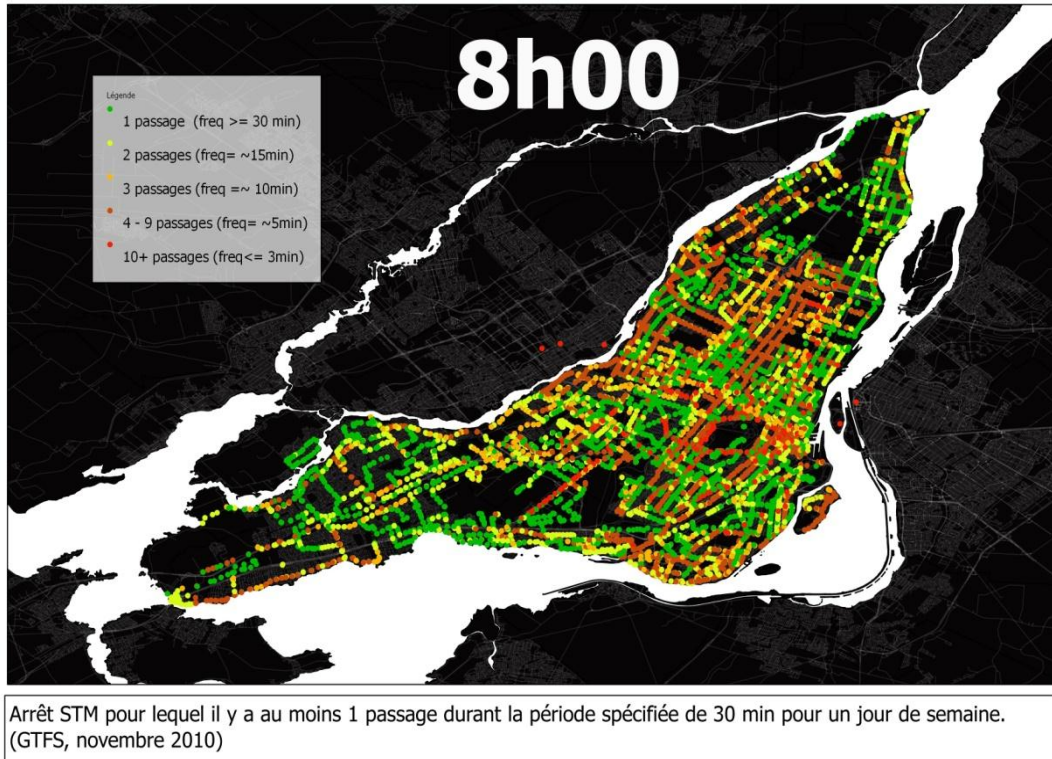 8h00
Légende
1 passage (freq >= 30 min)
2 passages (freq= ~15min)
3 passages (freq =~ 10min)
4 - 9 passages (freq= ~5min)
10+ passages (freq<= 3min)
Arrêt STM pour lequel il y a au moins 1 passage durant la période spécifiée de 30 min pour un jour de semaine.
(GTFS, novembre 2010)